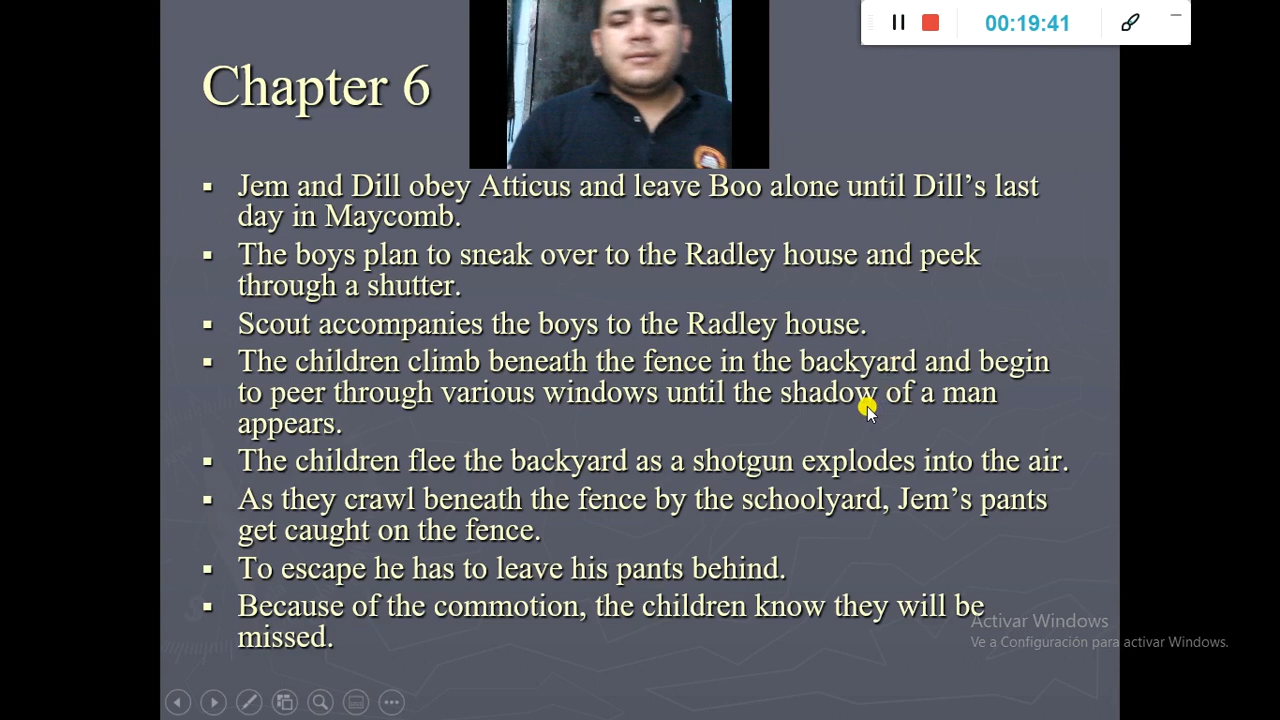 00:19:41
Chapter 6
Jem and Dill obey Atticus and leave Boo alone until Dill’s last
day in Maycomb.
The boys plan to sneak over to the Radley house and peek
through a shutter.
Scout accompanies the boys to the Radley house.
The children climb beneath the fence in the backyard and begin
to peer through various windows until the shadow of a man
appears.
The children flee the backyard as a shotgun explodes into the air.
As they crawl beneath the fence by the schoolyard, Jem’s pants
get caught on the fence.
To escape he has to leave his pants behind.
Because of the commotion, the children know they will be
missed.
Activar Windows
Ve a Configuración para activar Windows.